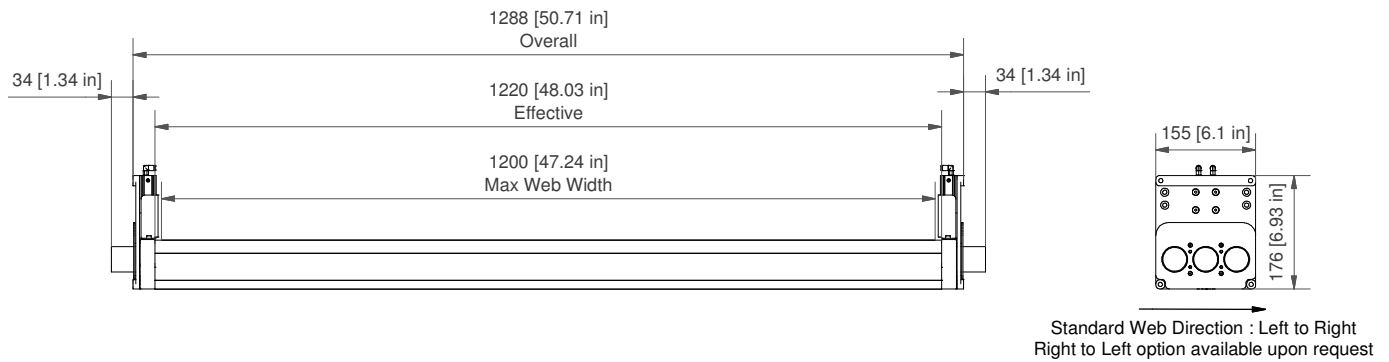 1288 [50.71 in]
Overall
34 [1.34 in]
1220 [48.03 in]
Effective
34 [1.34 in]
1200 [47.24 in]
Max Web Width
155 [6.1 in]
176 [6.93 in]
Standard Web Direction : Left to Right
Right to Left option available upon request